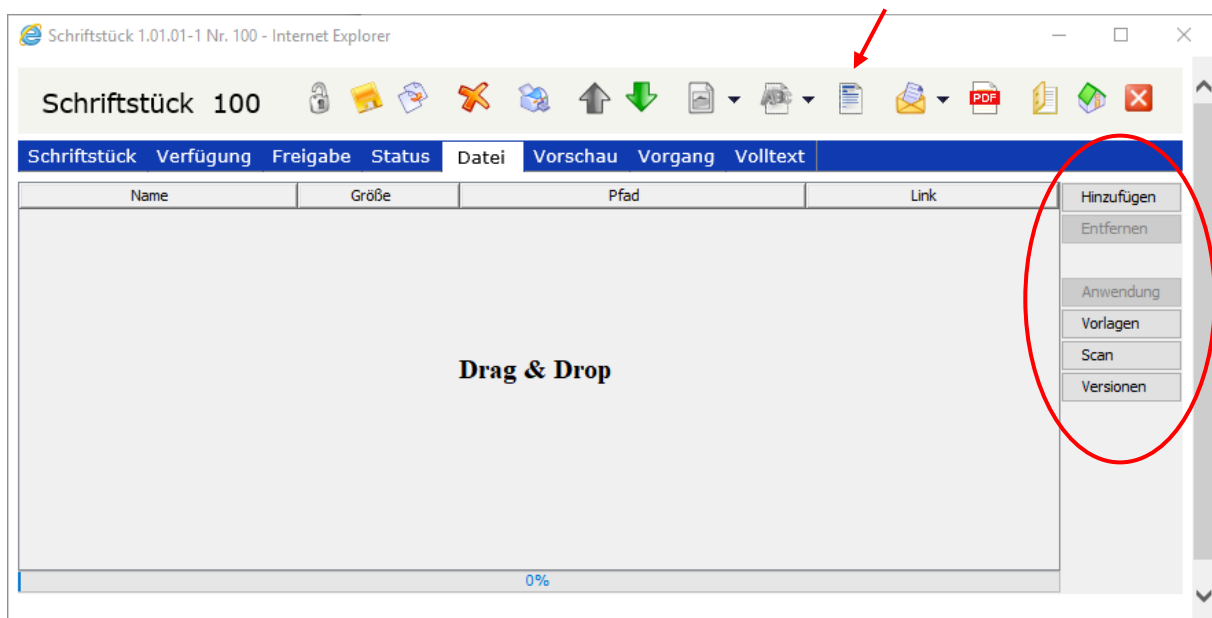 Schriftstück 1.01.01-1 Nr. 100 - Internet Explorer
Schriftstück 100
PDF
Schriftstück Verfügung Freigabe Status Datei Vorschau Vorgang Volltext
Name Größe Pfad Link
Hinzufügen
Entfernen
Anwendung
Vorlagen
Scan
Versionen
Drag & Drop
0%